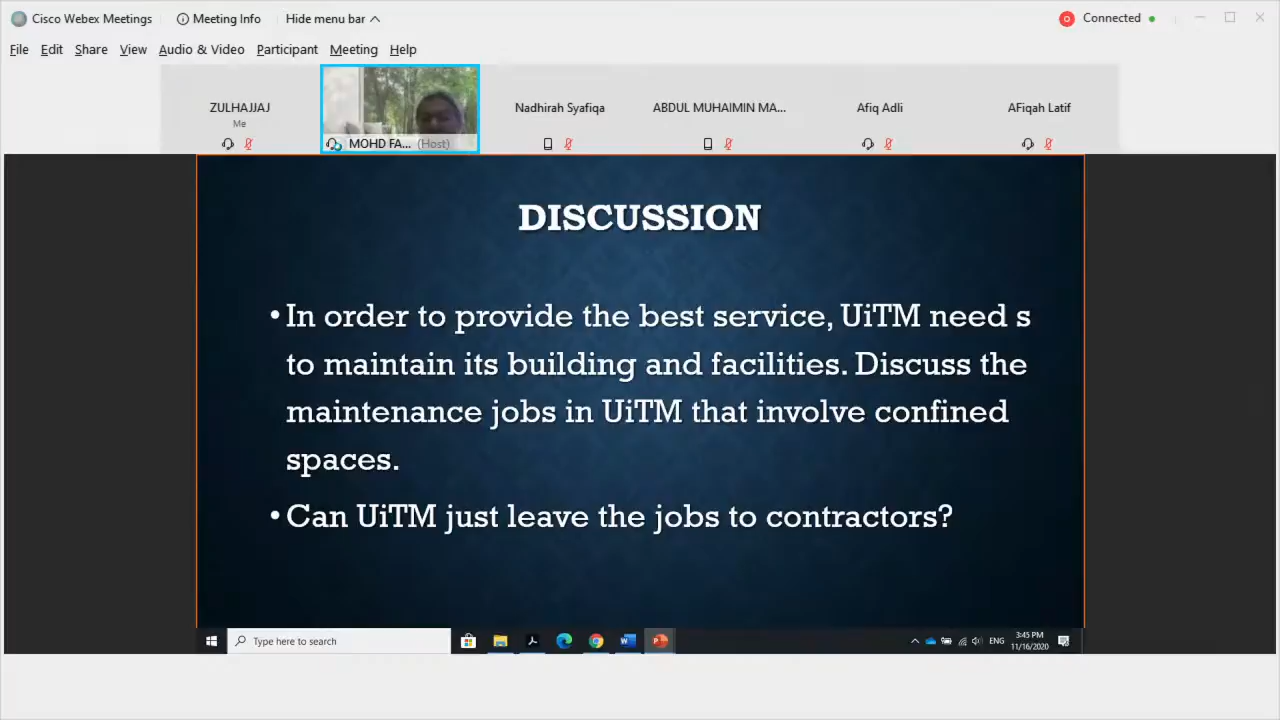 Cisco Webex Meetings
Meeting Info
Hide menu bar
Connected
File Edit Share View Audio & Video Participant Meeting Help
ZULHAJJAJ
Me
MOHD FA... (Host)
Nadhirah Syafiqa
ABDUL MUHAIMIN MA...
Afiq Adli
AFiqah Latif
DISCUSSION
• In order to provide the best service, UiTM need s
to maintain its building and facilities. Discuss the
maintenance jobs in UiTM that involve confined
spaces.
• Can UiTM just leave the jobs to contractors?
Type here to search
ENG
3:45 PM
11/16/2020